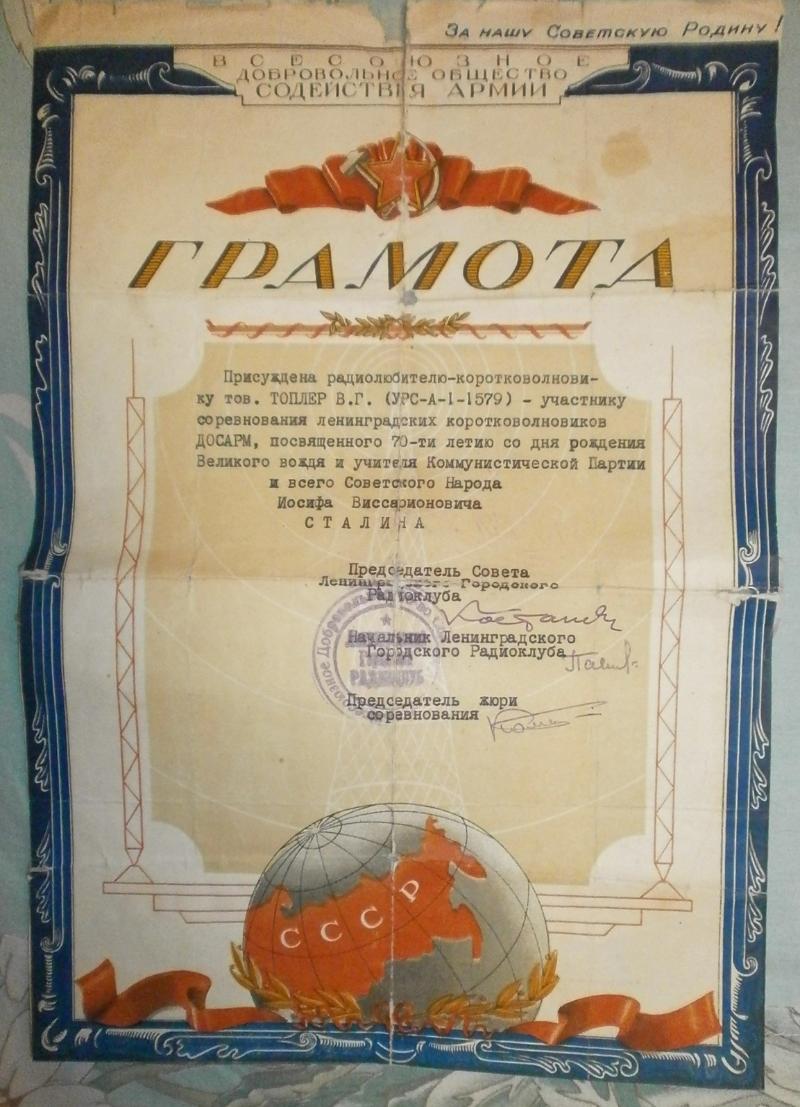 За нашу Советскую Родину!
ВСЕСОЮЗНОЕ
ДОБРОВОЛЬНОЕ ОБЩЕСТВО
СОДЕЙСТВИЯ АРМИИ
ГРАМОТА
Присуждена радиолюбителю-коротковолнови-
ку тов. ТОПЛЕР В.Г. (УРС-А-1-1579) - участнику
соревнования ленинградских коротковолновиков
ДОСАРМ, посвященного 70-ти летию со дня рождения
Великого вождя и учителя Коммунистической Партии
и всего Советского Народа
Иосифа Виссарионовича
СТАЛИНА
Председатель Совета
Ленинградского Городского
Радиоклуба
Начальник Ленинградского
Городского Радиоклуба
Председатель жюри
соревнования
РАДИОКЛУБ
СССР